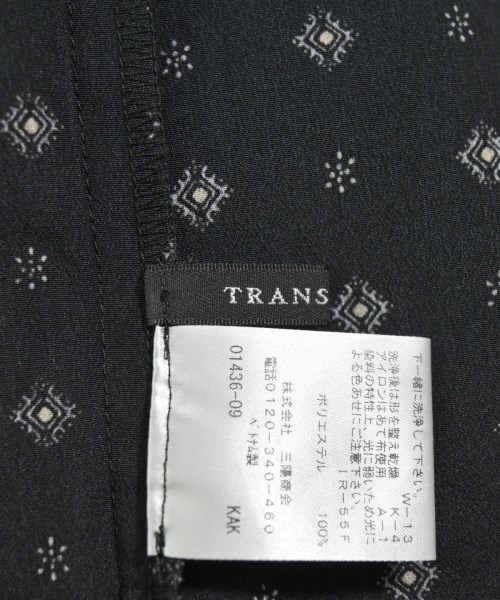 TRANS
下一緒に洗浄して下さい。
W-13
洗浄後は形を整え乾燥 K-4
アイロンはあて布使用 A-1
染料の特性上、光に弱いため光に
よる色あせにご注意下さい。
IR-55F
ポリエステル 100%
株式会社 三陽商会
電話0120-340-460
ベトナム製
01436-09 KAK